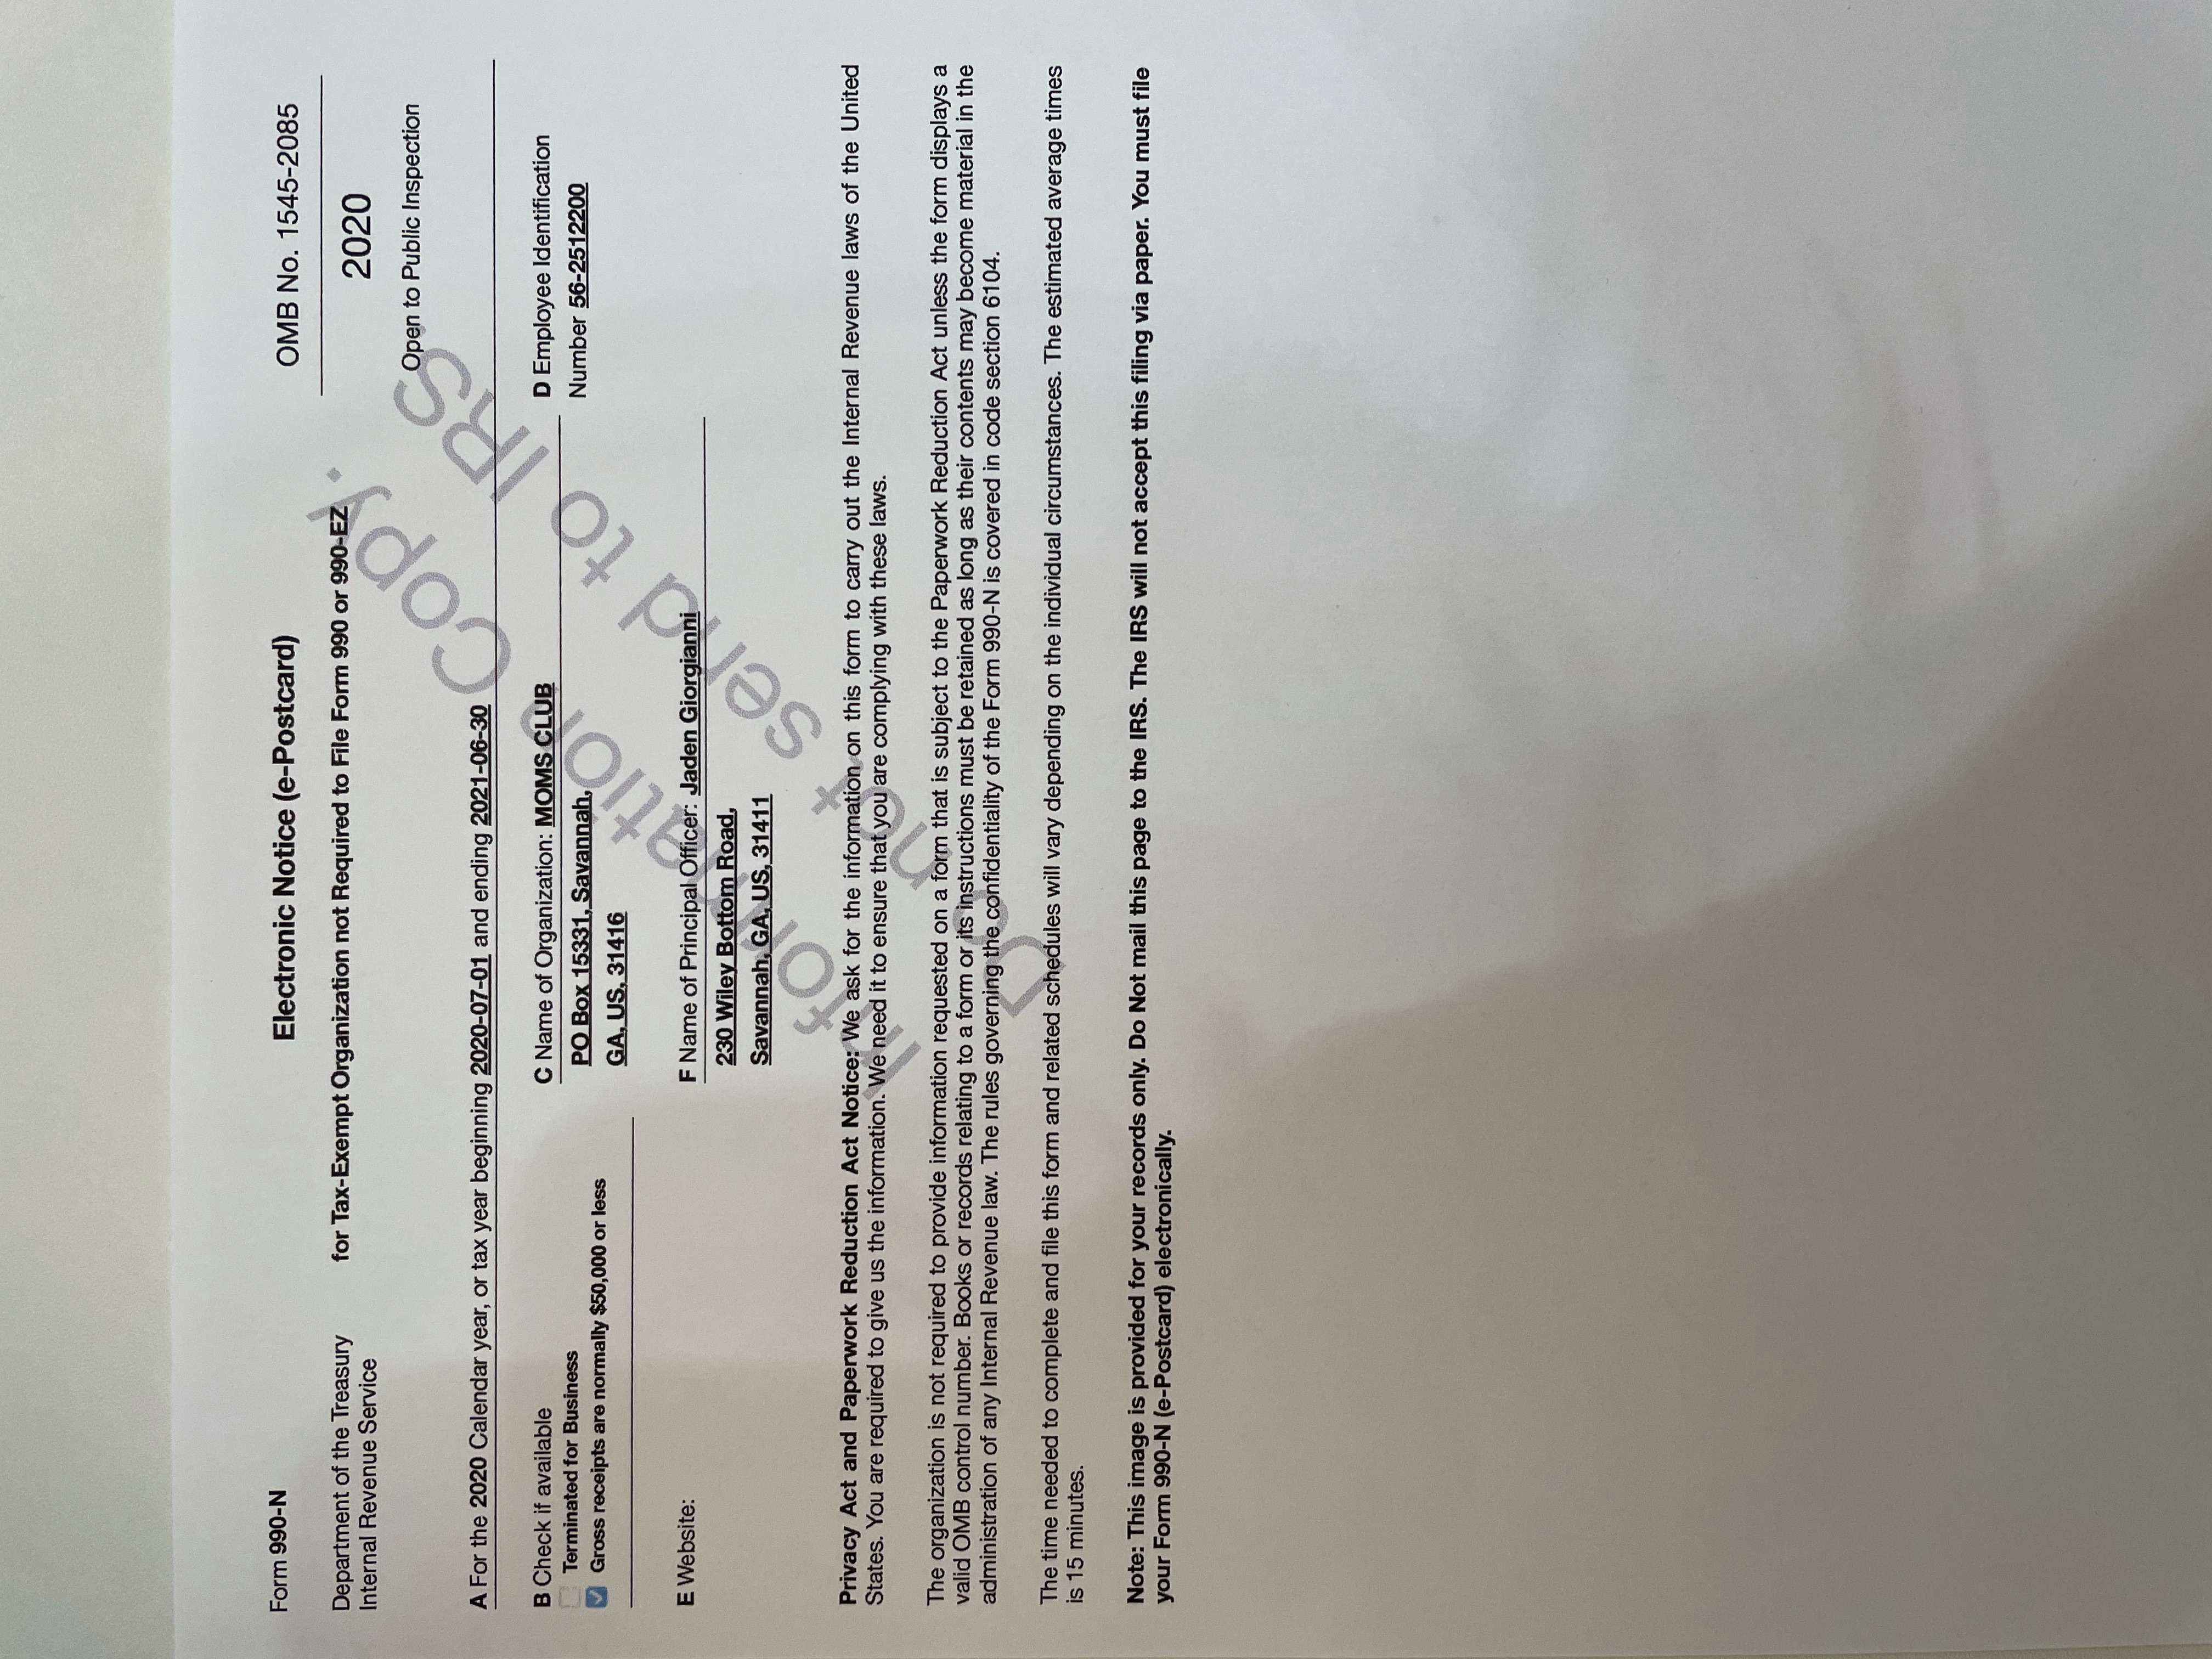 Form 990-N
Electronic Notice (e-Postcard)
OMB No. 1545-2085
Department of the Treasury
Internal Revenue Service
for Tax-Exempt Organization not Required to File Form 990 or 990-EZ
2020
Open to Public Inspection
A For the 2020 Calendar year, or tax year beginning 2020-07-01 and ending 2021-06-30
B Check if available
Terminated for Business
Gross receipts are normally $50,000 or less
C Name of Organization: MOMS CLUB
PO Box 15331, Savannah,
GA, US, 31416
D Employee Identification
Number 56-2512200
E Website:
F Name of Principal Officer: Jaden Giorgianni
230 Wiley Bottom Road,
Savannah, GA, US, 31411
Privacy Act and Paperwork Reduction Act Notice: We ask for the information on this form to carry out the Internal Revenue laws of the United
States. You are required to give us the information. We need it to ensure that you are complying with these laws.
The organization is not required to provide information requested on a form that is subject to the Paperwork Reduction Act unless the form displays a
valid OMB control number. Books or records relating to a form or its instructions must be retained as long as their contents may become material in the
administration of any Internal Revenue law. The rules governing the confidentiality of the Form 990-N is covered in code section 6104.
The time needed to complete and file this form and related schedules will vary depending on the individual circumstances. The estimated average times
is 15 minutes.
Note: This image is provided for your records only. Do Not mail this page to the IRS. The IRS will not accept this filing via paper. You must file
your Form 990-N (e-Postcard) electronically.
Information Copy.
Do not send to IRS.